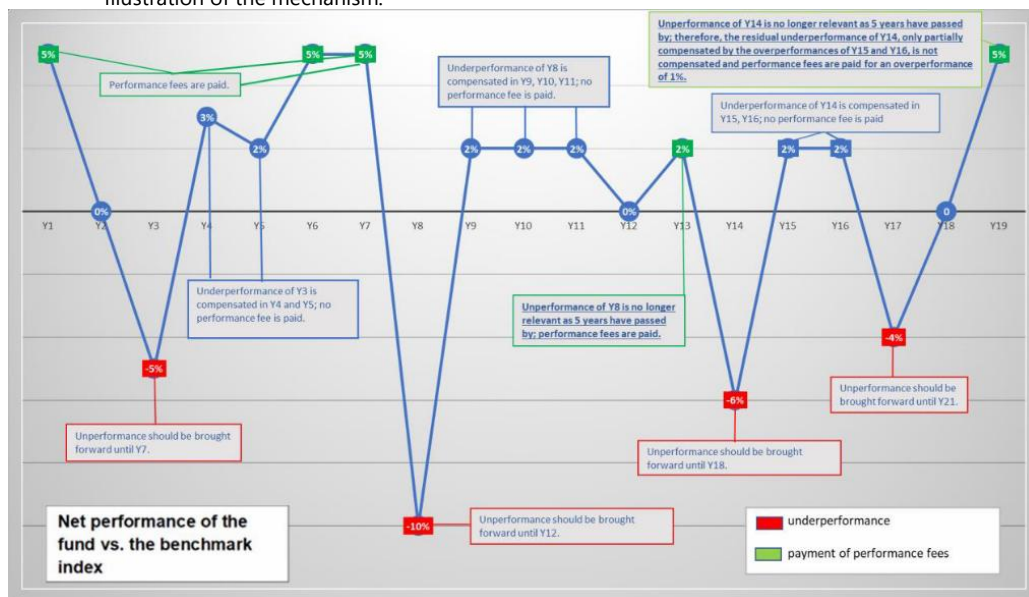 illustration of the mechanism.
Unperformance of Y14 is no longer relevant as 5 years have passed
by; therefore, the residual underperformance of Y14, only partially
compensated by the overperformances of Y15 and Y16, is not
compensated and performance fees are paid for an overperformance
of 1%.
5%
5%
5%
5%
Performance fees are paid.
Underperformance of Y8 is
compensated in Y9, Y10, Y11; no
performance fee is paid.
Underperformance of Y14 is compensated in
Y15, Y16; no performance fee is paid
3%
2%
2%
2%
2%
2%
2%
2%
0%
0%
0
Y1
Y2
Y3
Y4
Y5
Y6
Y7
Y8
Y9
Y10
Y11
Y12
Y13
Y14
Y15
Y16
Y17
Y18
Y19
Underperformance of Y3 is
compensated in Y4 and Y5; no
performance fee is paid.
Unperformance of Y8 is no longer
relevant as 5 years have passed
by; performance fees are paid.
-4%
-5%
-6%
Unperformance should be
brought forward until Y21.
Unperformance should be brought
forward until Y7.
Unperformance should be brought
forward until Y18.
-10%
Unperformance should be brought
forward until Y12.
Net performance of the
fund vs. the benchmark
index
underperformance
payment of performance fees